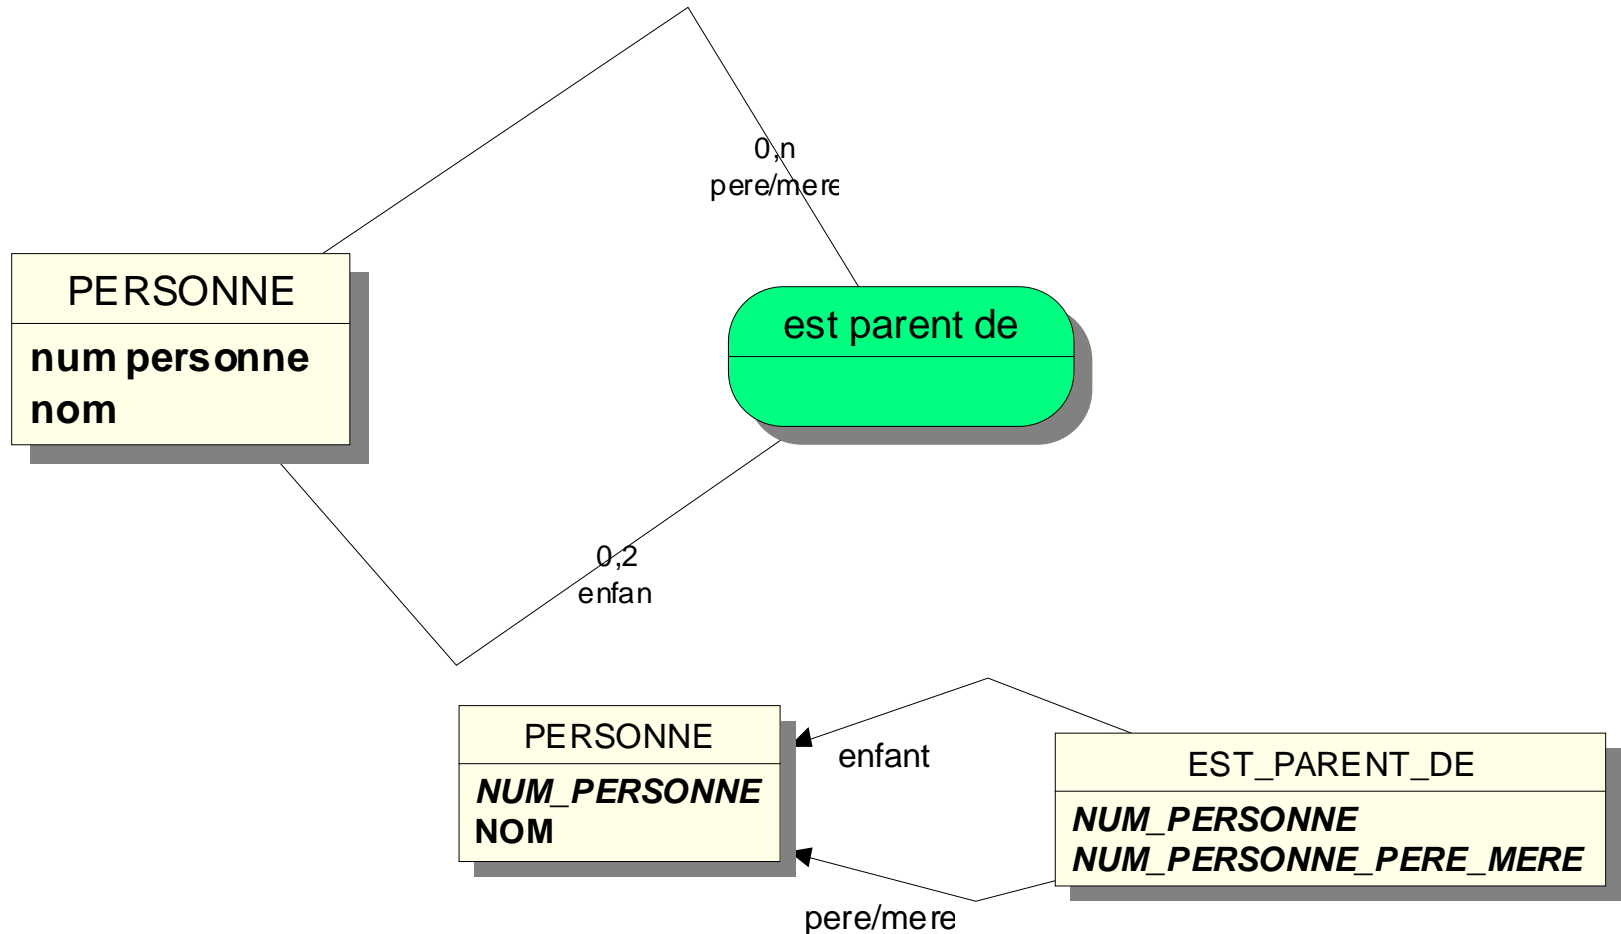 0,n
pere/mere
PERSONNE
num personne
nom
est parent de
0,2
enfan
PERSONNE
NUM_PERSONNE
NOM
enfant
EST_PARENT_DE
NUM_PERSONNE
NUM_PERSONNE_PERE_MERE
pere/mere